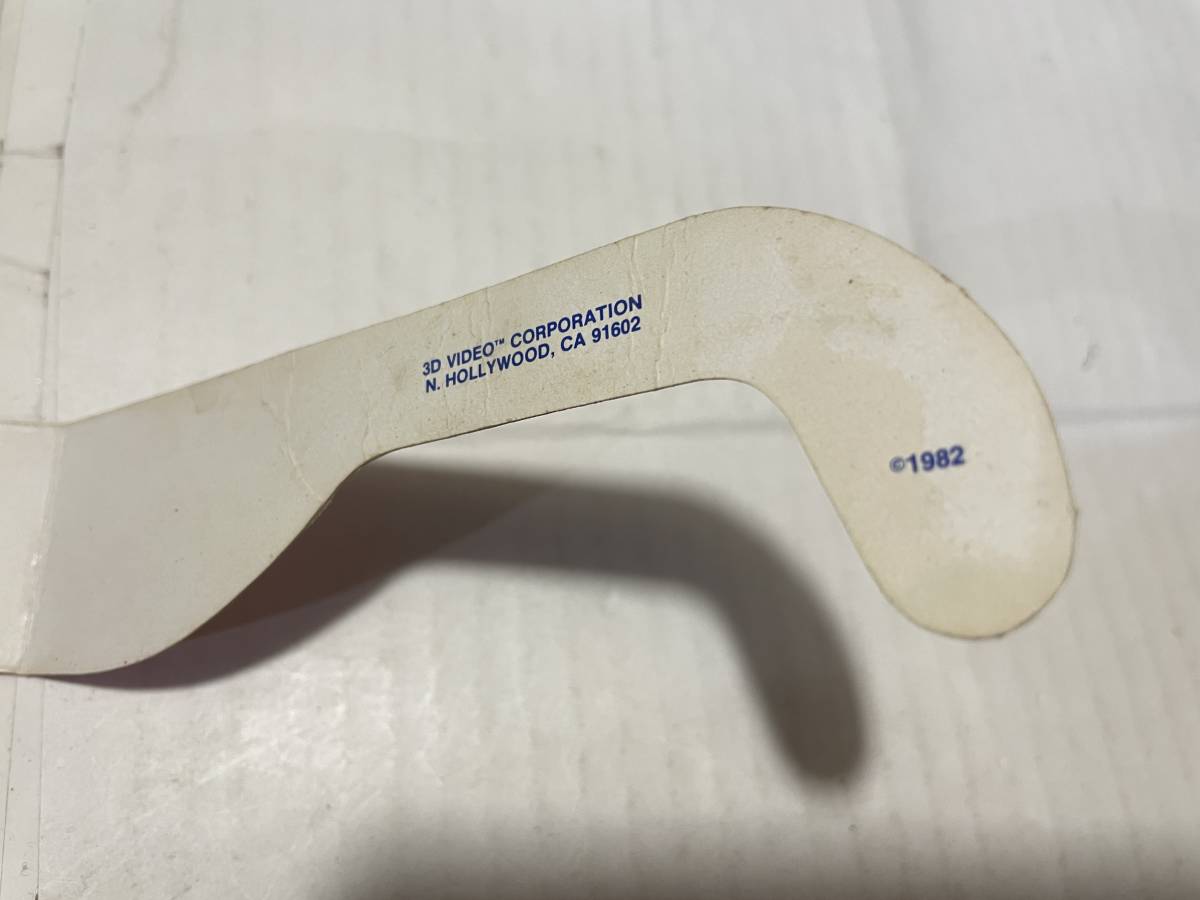 3D VIDEO™ CORPORATION
N. HOLLYWOOD, CA 91602
©1982